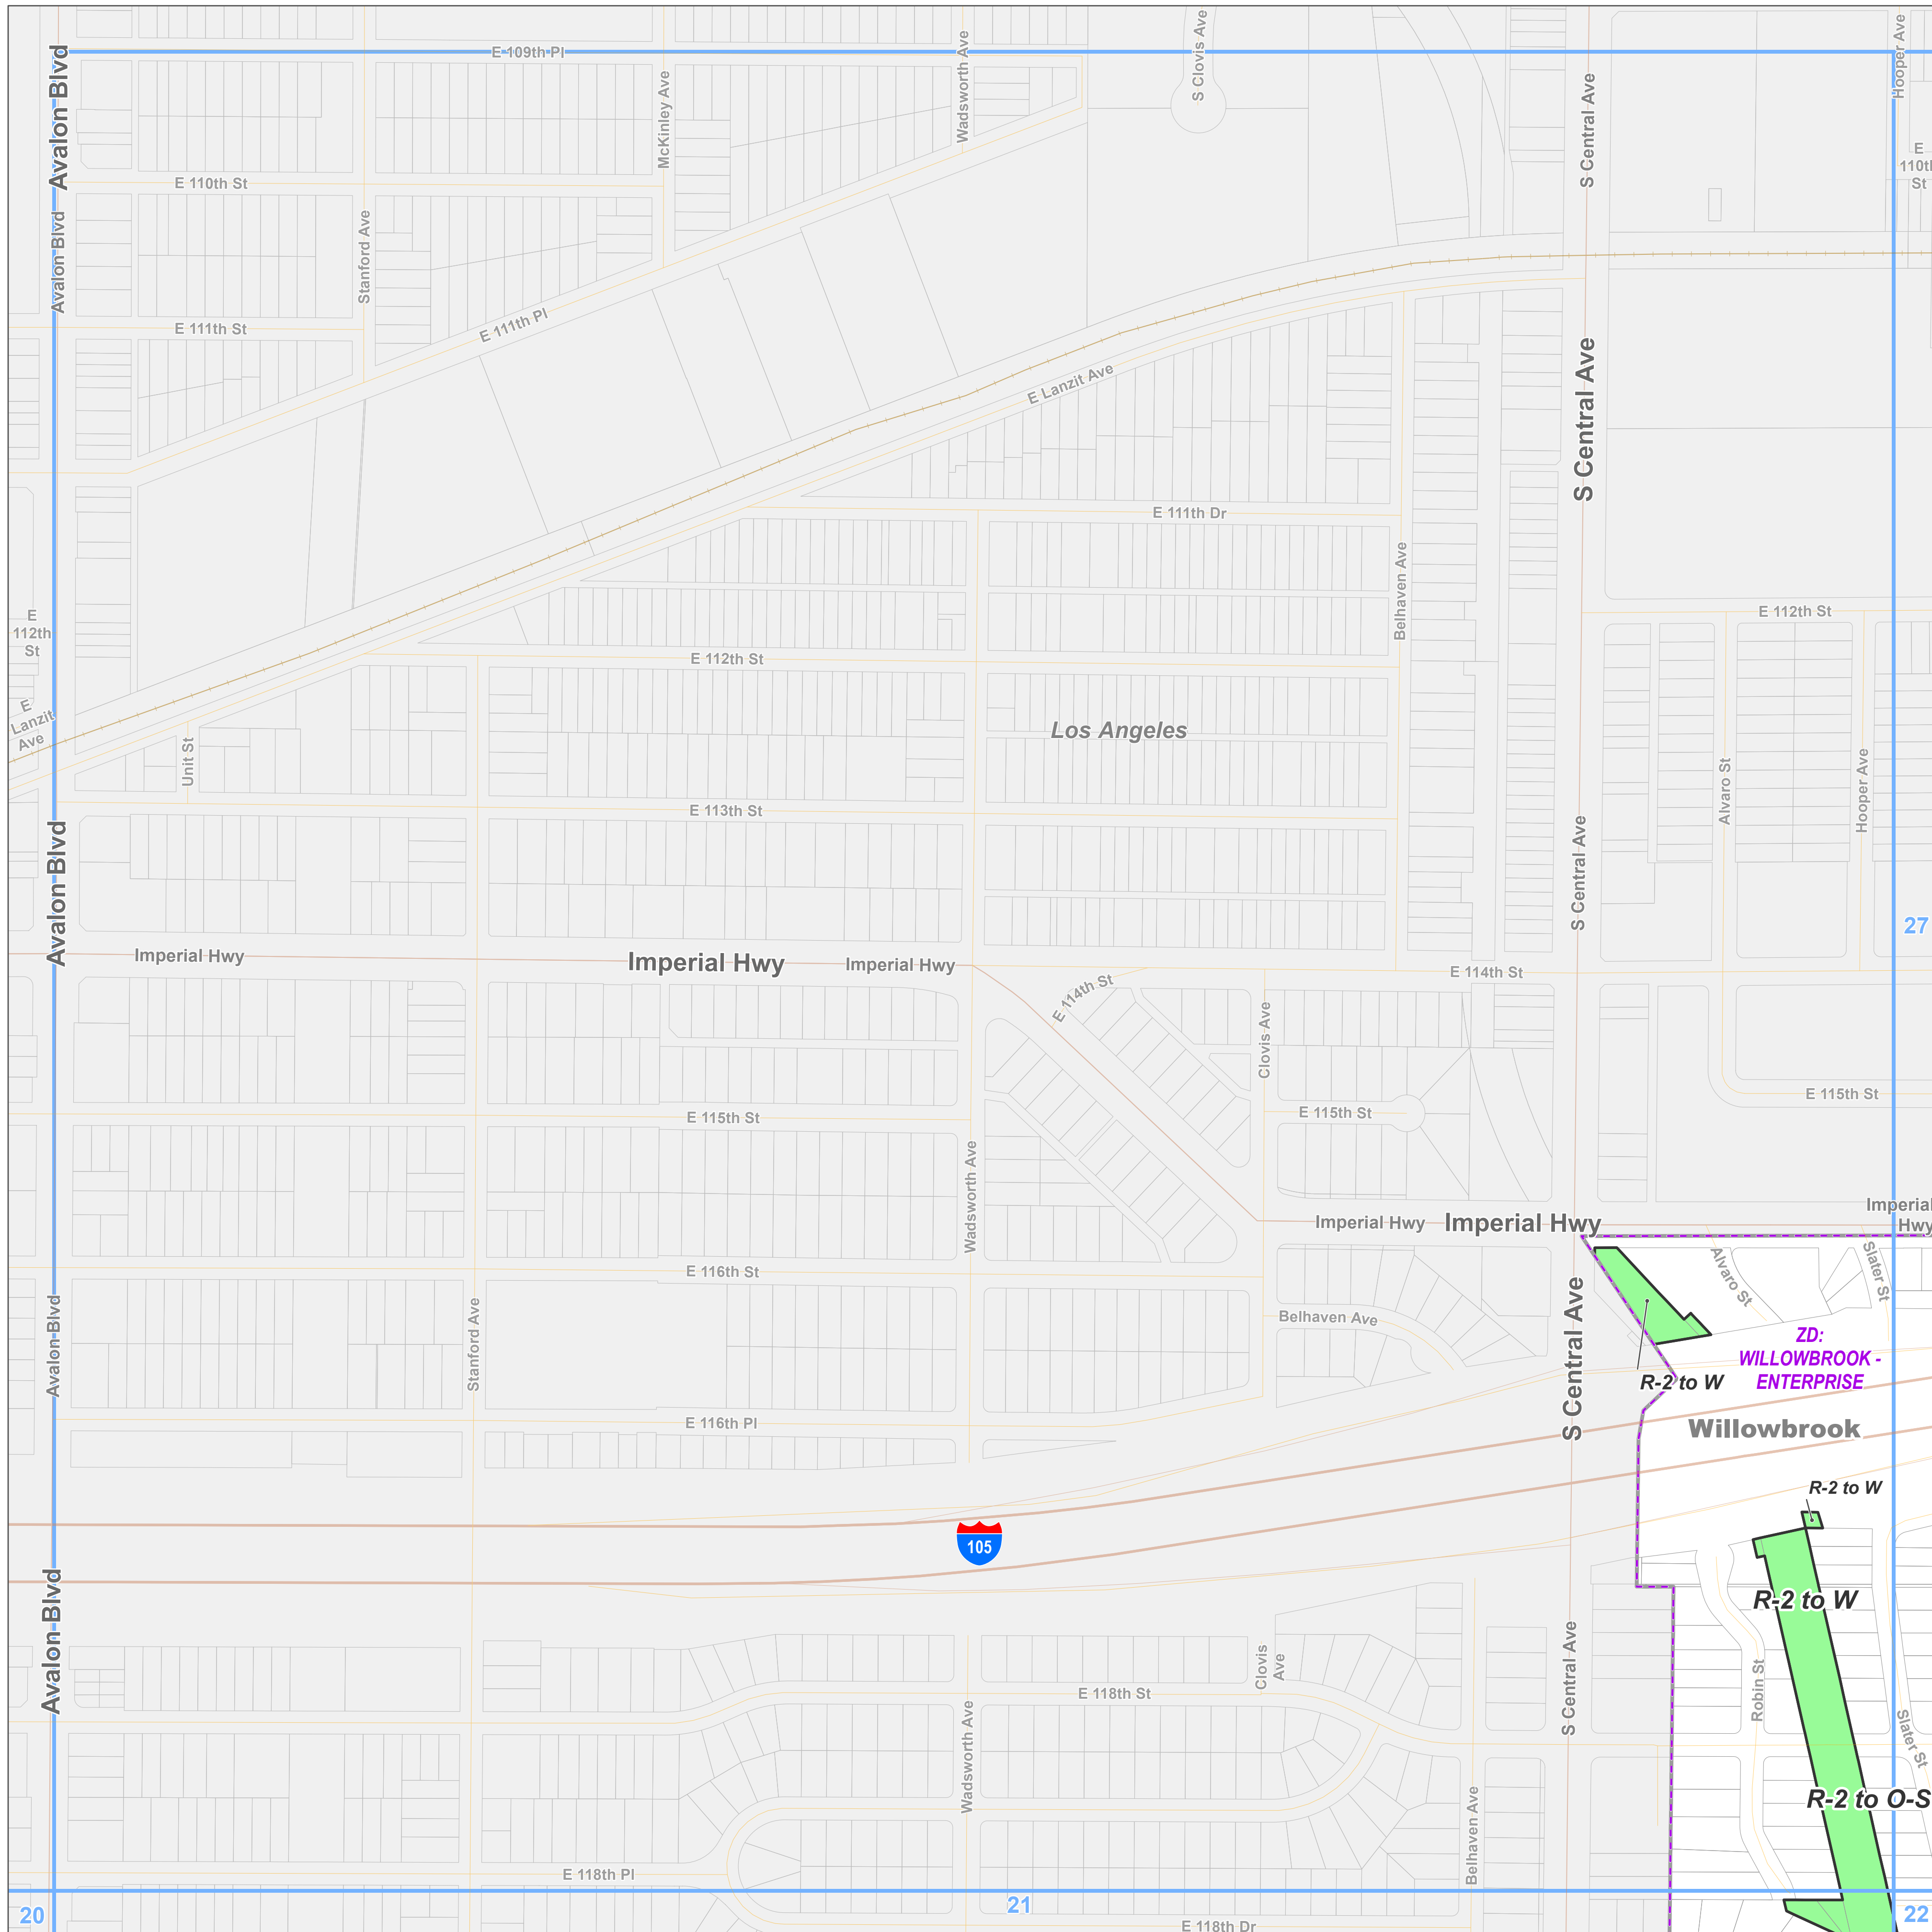 E 109th Pl
Avalon Blvd
McKinley Ave
Wadsworth Ave
S Clovis Ave
S Central Ave
Hooper Ave
E
110th
St
E 110th St
Avalon Blvd
Stanford Ave
E 111th St
E 111th Pl
E Lanzit Ave
S Central Ave
E 111th Dr
Belhaven Ave
E
112th
St
E 112th St
E 112th St
E
Lanzit
Ave
Unit St
Los Angeles
Alvaro St
Hooper Ave
E 113th St
Avalon Blvd
S Central Ave
27
Imperial Hwy
Imperial Hwy
Imperial Hwy
E 114th St
E 114th St
Clovis Ave
E 115th St
E 115th St
E 115th St
Wadsworth Ave
Imperial Hwy
Imperial Hwy
Imperial
Hwy
E 116th St
Avalon Blvd
Stanford Ave
Belhaven Ave
S Central Ave
Alvaro St
Slater St
ZD:
WILLOWBROOK -
ENTERPRISE
R-2 to W
Willowbrook
E 116th Pl
R-2 to W
105
Avalon Blvd
R-2 to W
Clovis
Ave
S Central Ave
Robin St
E 118th St
Wadsworth Ave
Slater St
Belhaven Ave
R-2 to O-S
E 118th Pl
20
21
22
E 118th Dr